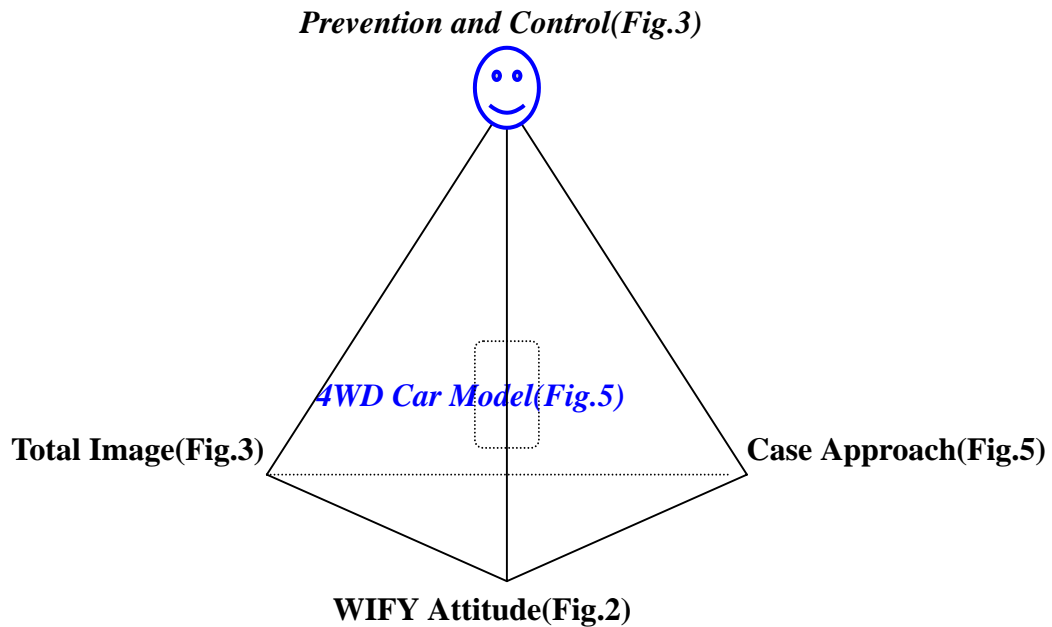 Prevention and Control(Fig.3)
4WD Car Model(Fig.5)
Total Image(Fig.3)
Case Approach(Fig.5)
WIFY Attitude(Fig.2)